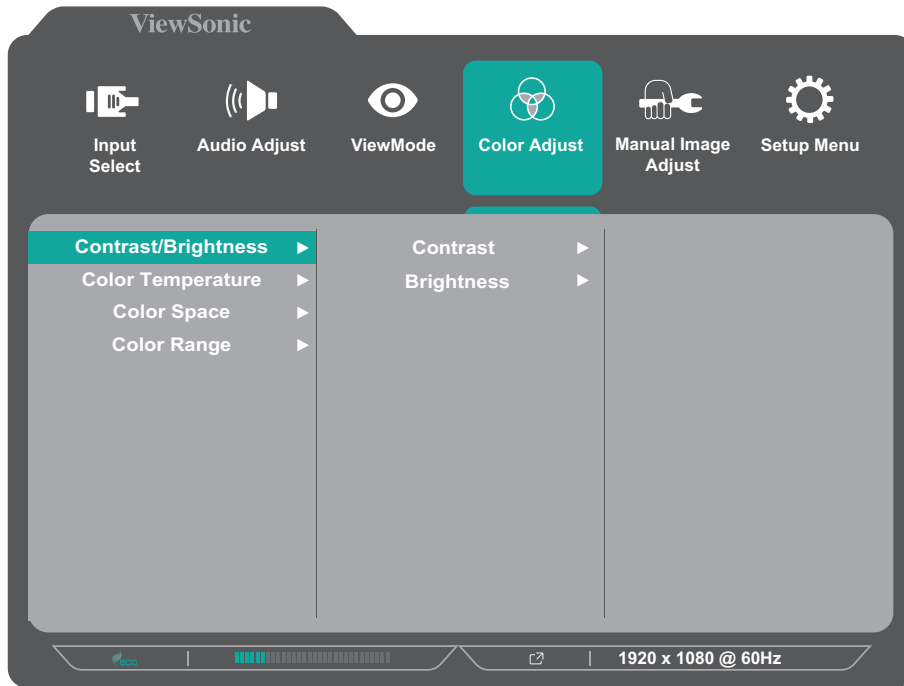 ViewSonic
Input
Select
Audio Adjust
ViewMode
Color Adjust
Manual Image
Adjust
Setup Menu
Contrast/Brightness
Color Temperature
Color Space
Color Range
Contrast
Brightness
eco
1920 x 1080 @ 60Hz